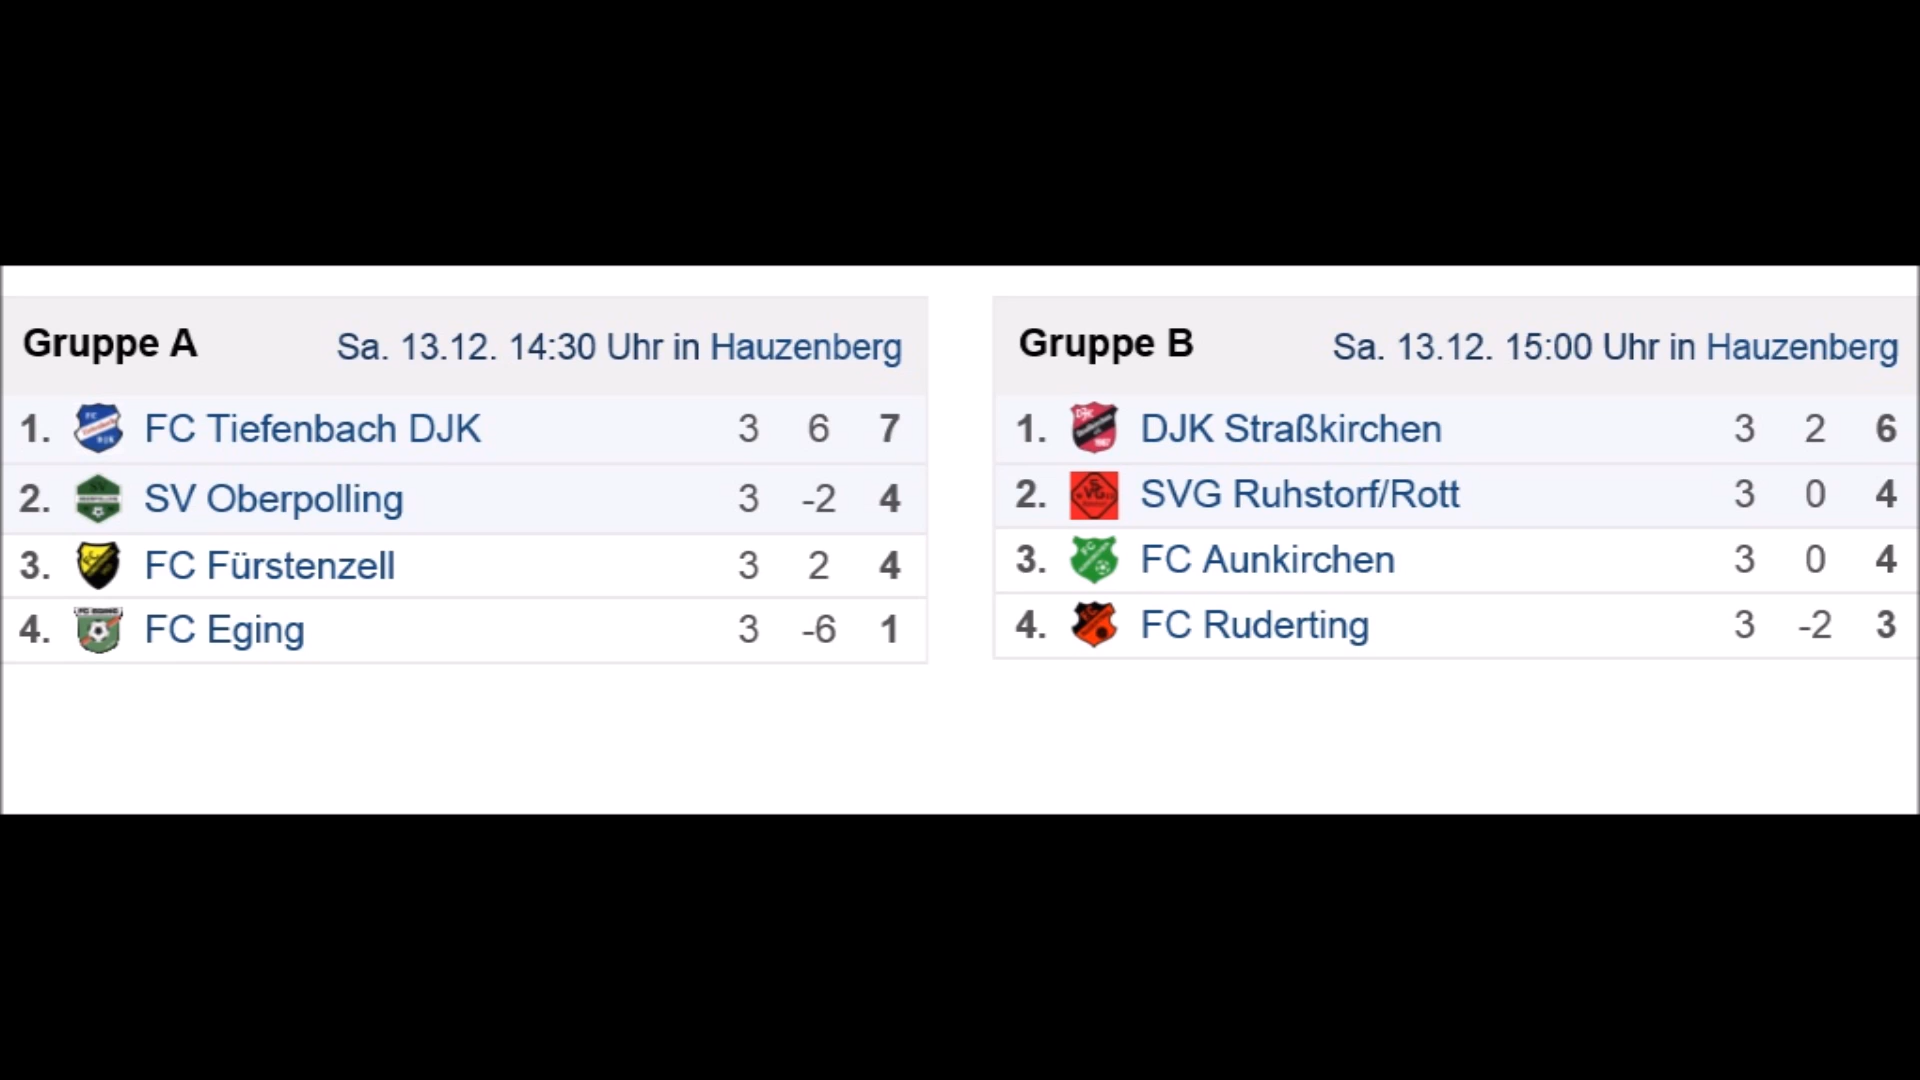 Gruppe A Sa. 13.12. 14:30 Uhr in Hauzenberg
1. FC Tiefenbach DJK 3 6 7
2. SV Oberpolling 3 -2 4
3. FC Fürstenzell 3 2 4
4. FC Eging 3 -6 1
Gruppe B Sa. 13.12. 15:00 Uhr in Hauzenberg
1. DJK Straßkirchen 3 2 6
2. SVG Ruhstorf/Rott 3 0 4
3. FC Aunkirchen 3 0 4
4. FC Ruderting 3 -2 3